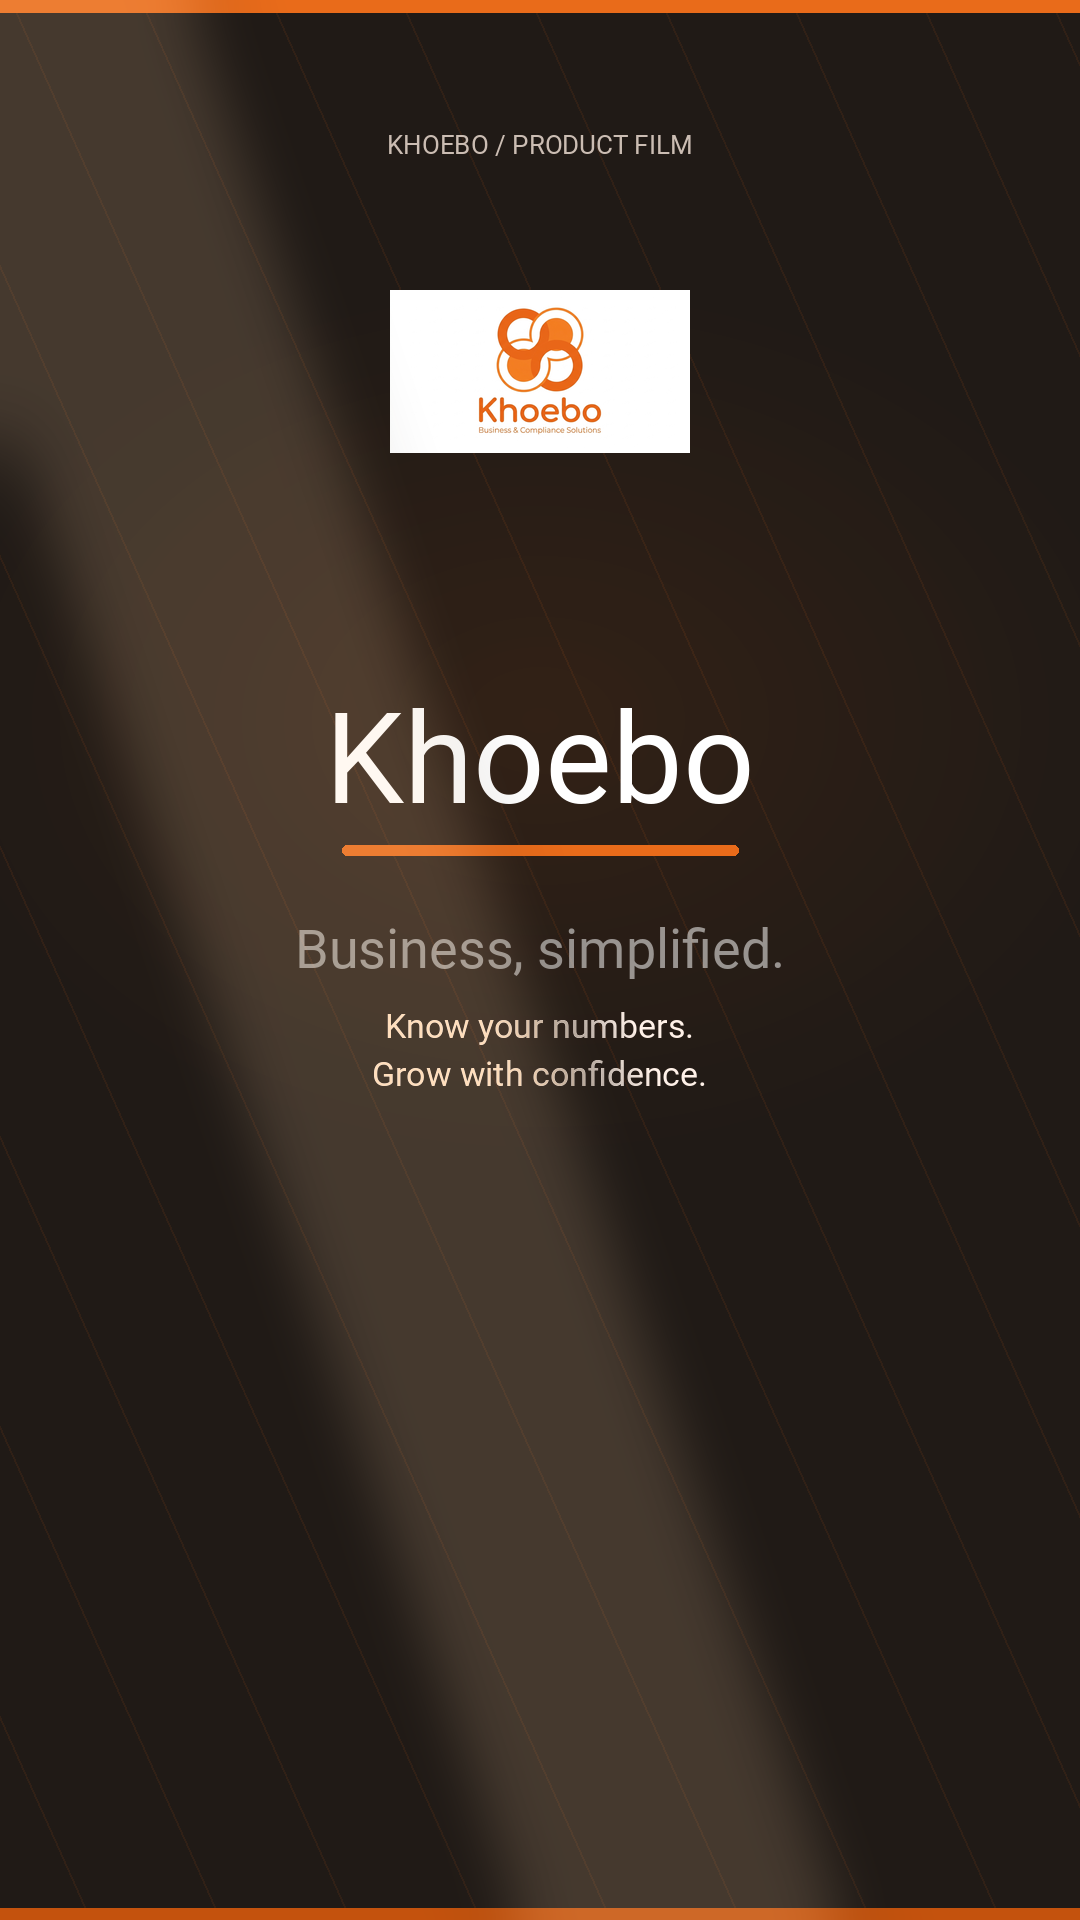 KHOEBO / PRODUCT FILM
Khoebo
Business & Compliance Solutions
Khoebo
Business, simplified.
Know your numbers.
Grow with confidence.